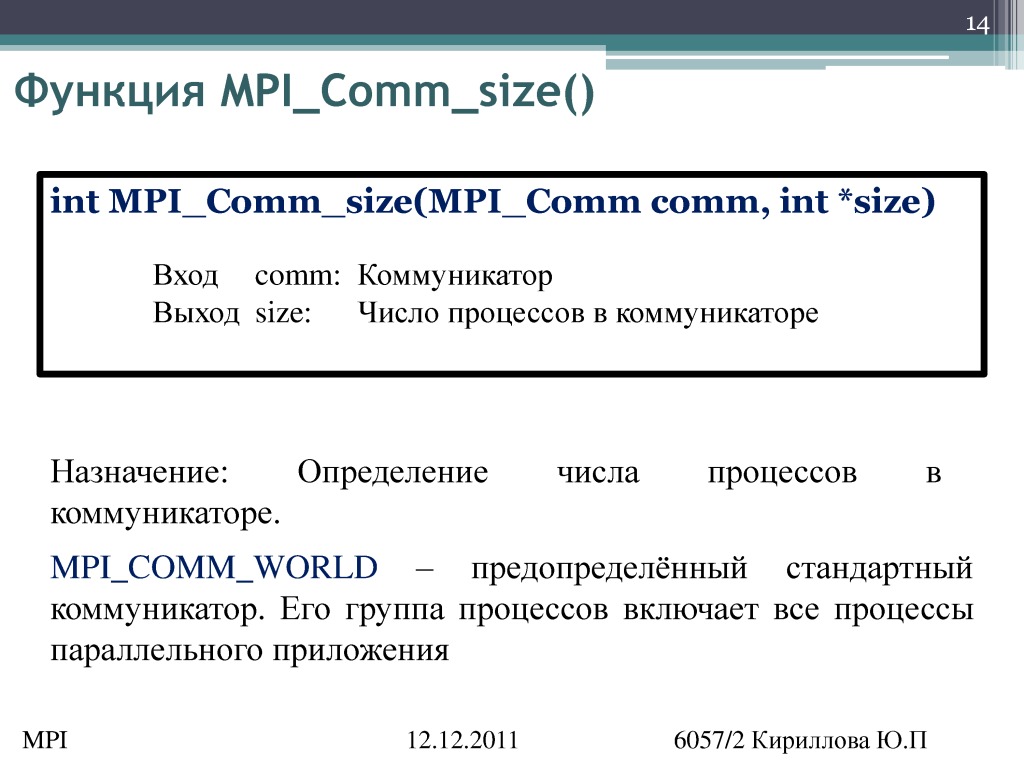 14
Функция MPI_Comm_size()
int MPI_Comm_size(MPI_Comm comm, int *size)
Вход comm: Коммуникатор
Выход size: Число процессов в коммуникаторе
Назначение: Определение числа процессов в
коммуникаторе.
MPI_COMM_WORLD – предопределённый стандартный
коммуникатор. Его группа процессов включает все процессы
параллельного приложения
MPI 12.12.2011 6057/2 Кириллова Ю.П